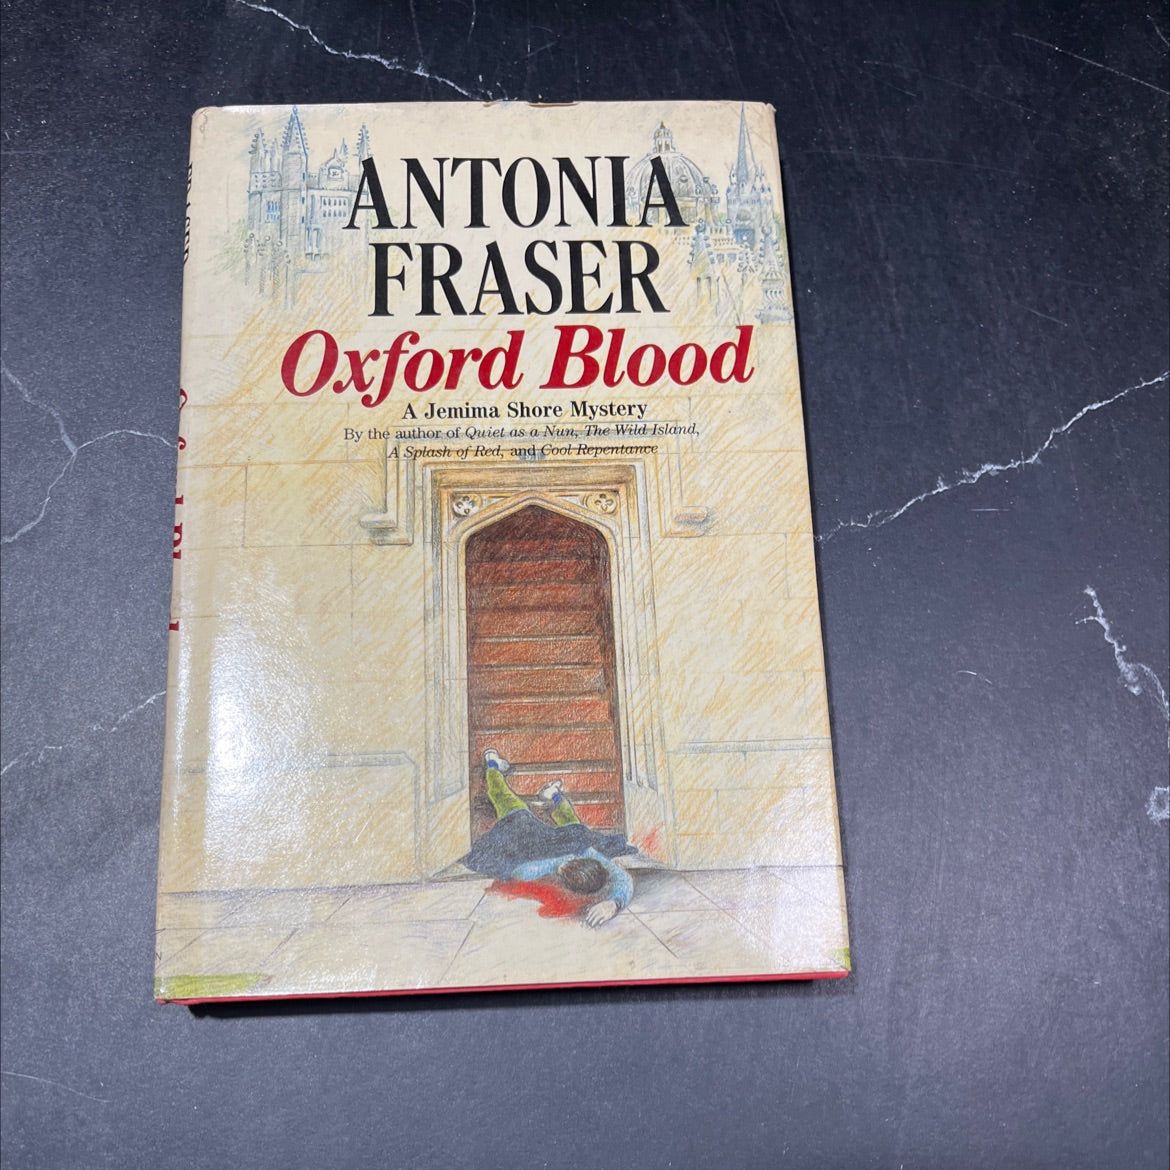 ANTONIA
FRASER
Oxford Blood
A Jemima Shore Mystery
By the author of Quiet as a Nun, The Wild Island,
A Splash of Red, and Cool Repentance